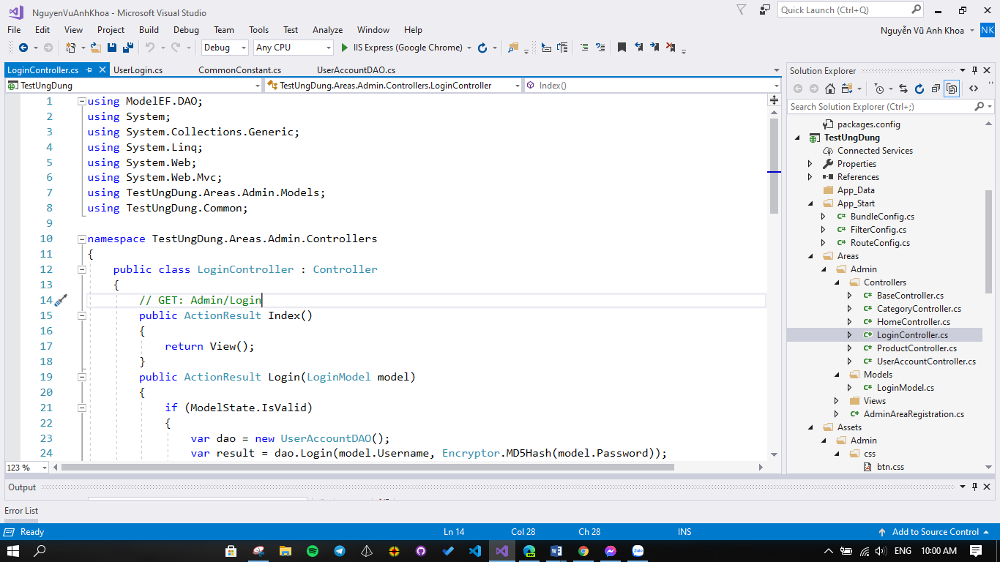 NguyenVuAnhKhoa - Microsoft Visual Studio
Quick Launch (Ctrl+Q)
File Edit View Project Build Debug Team Tools Test Analyze Window Help
Nguyễn Vũ Anh Khoa NK
Debug Any CPU IIS Express (Google Chrome)
LoginController.cs UserLogin.cs CommonConstant.cs UserAccountDAO.cs
TestUngDung TestUngDung.Areas.Admin.Controllers.LoginController Index()
1 using ModelEF.DAO;
2 using System;
3 using System.Collections.Generic;
4 using System.Linq;
5 using System.Web;
6 using System.Web.Mvc;
7 using TestUngDung.Areas.Admin.Models;
8 using TestUngDung.Common;
9
10 namespace TestUngDung.Areas.Admin.Controllers
11 {
12 public class LoginController : Controller
13 {
14 // GET: Admin/Login
15 public ActionResult Index()
16 {
17 return View();
18 }
19 public ActionResult Login(LoginModel model)
20 {
21 if (ModelState.IsValid)
22 {
23 var dao = new UserAccountDAO();
24 var result = dao.Login(model.Username, Encryptor.MD5Hash(model.Password));
123 %
Solution Explorer
Search Solution Explorer (Ctrl+;)
packages.config
TestUngDung
Connected Services
Properties
References
App_Data
App_Start
C# BundleConfig.cs
C# FilterConfig.cs
C# RouteConfig.cs
Areas
Admin
Controllers
C# BaseController.cs
C# CategoryController.cs
C# HomeController.cs
C# LoginController.cs
C# ProductController.cs
C# UserAccountController.cs
Models
C# LoginModel.cs
Views
C# AdminAreaRegistration.cs
Assets
Admin
css
btn.css
Output
Error List
Ready Ln 14 Col 28 Ch 28 INS Add to Source Control
DEV Zalo ENG 10:00 AM